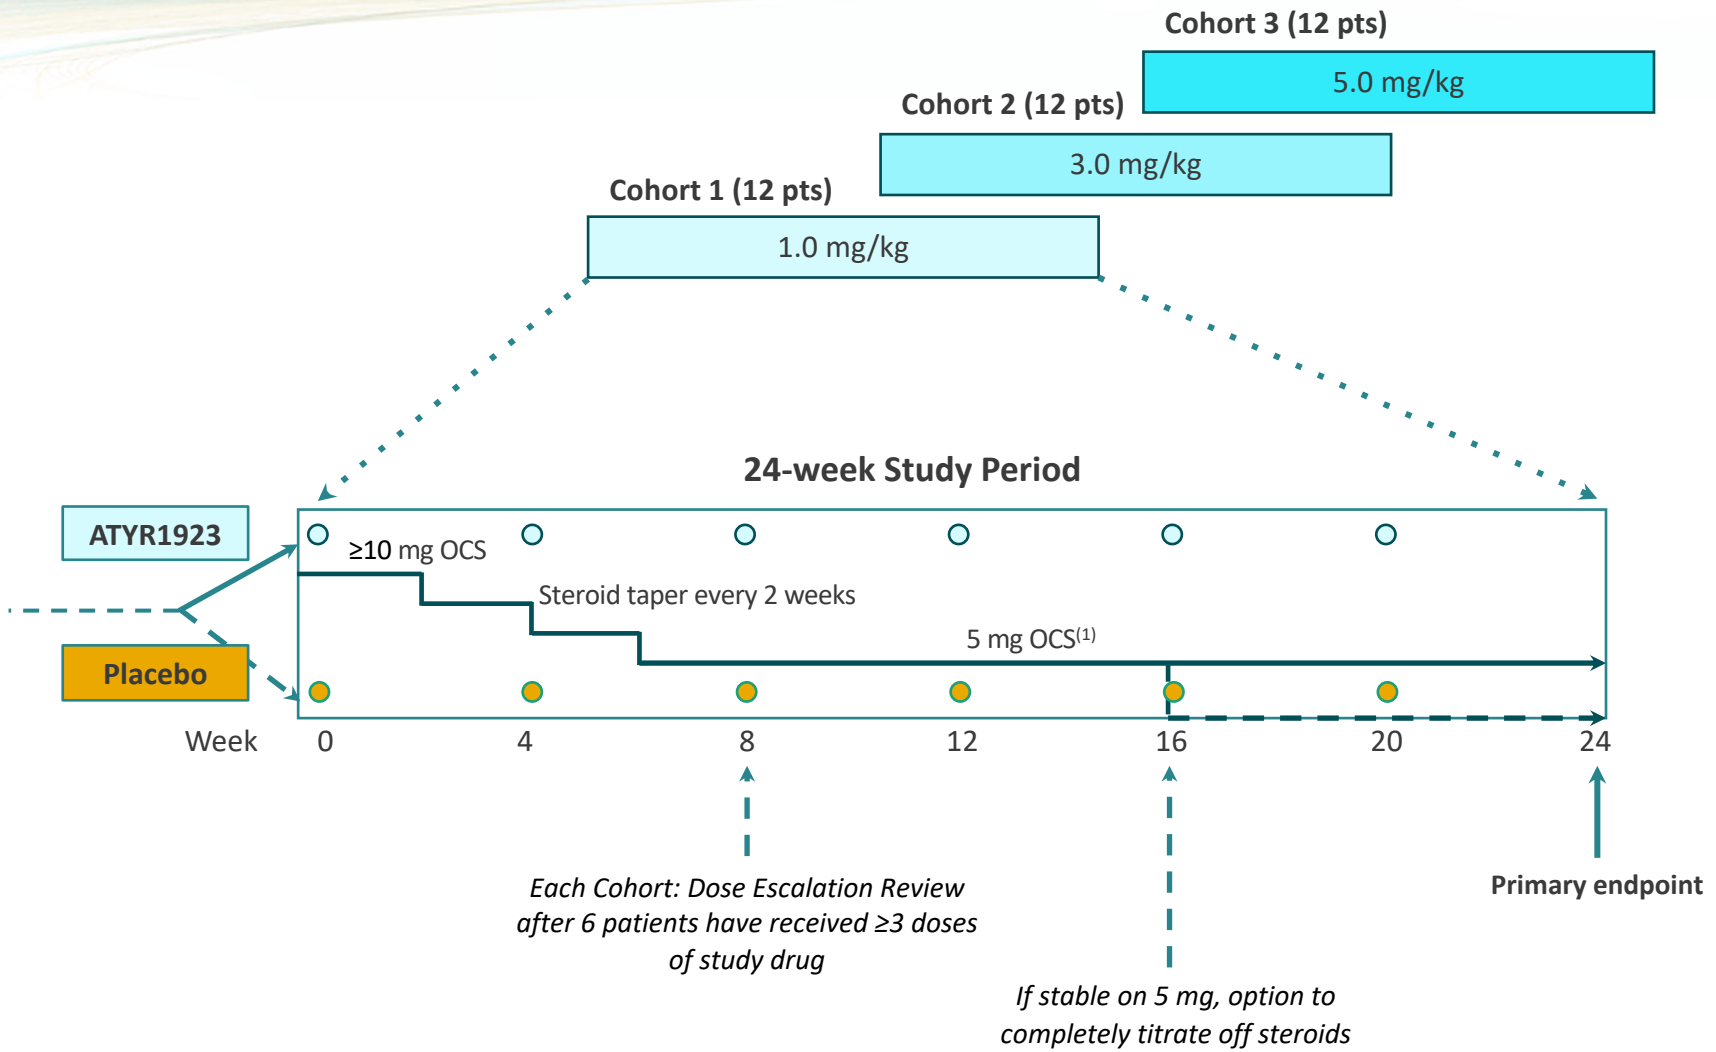 Cohort 3 (12 pts)
5.0 mg/kg
Cohort 2 (12 pts)
3.0 mg/kg
Cohort 1 (12 pts)
1.0 mg/kg
24-week Study Period
ATYR1923
≥10 mg OCS
Steroid taper every 2 weeks
5 mg OCS(1)
Placebo
Week 0 4 8 12 16 20 24
Each Cohort: Dose Escalation Review
after 6 patients have received ≥3 doses
of study drug
Primary endpoint
If stable on 5 mg, option to
completely titrate off steroids